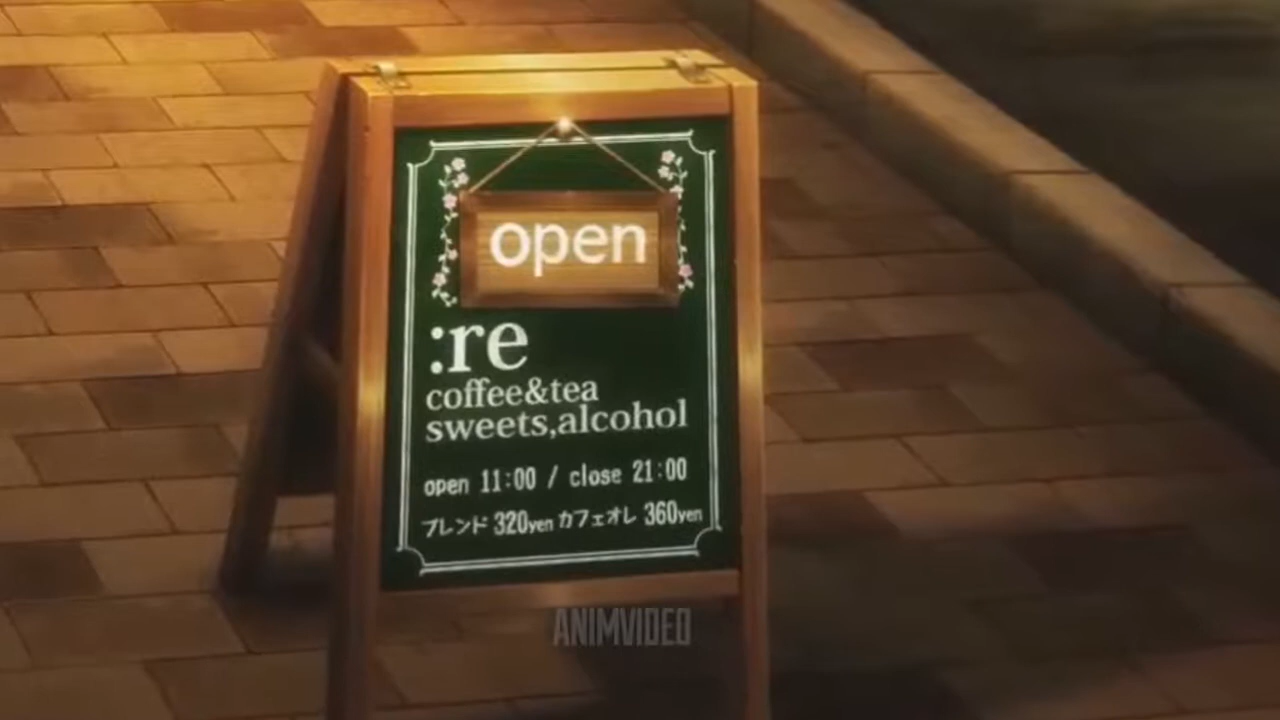 open
:re
coffee&tea
sweets,alcohol
open 11:00 / close 21:00
ブレンド 320yen カフェオレ 360yen
ANIMVIDEO